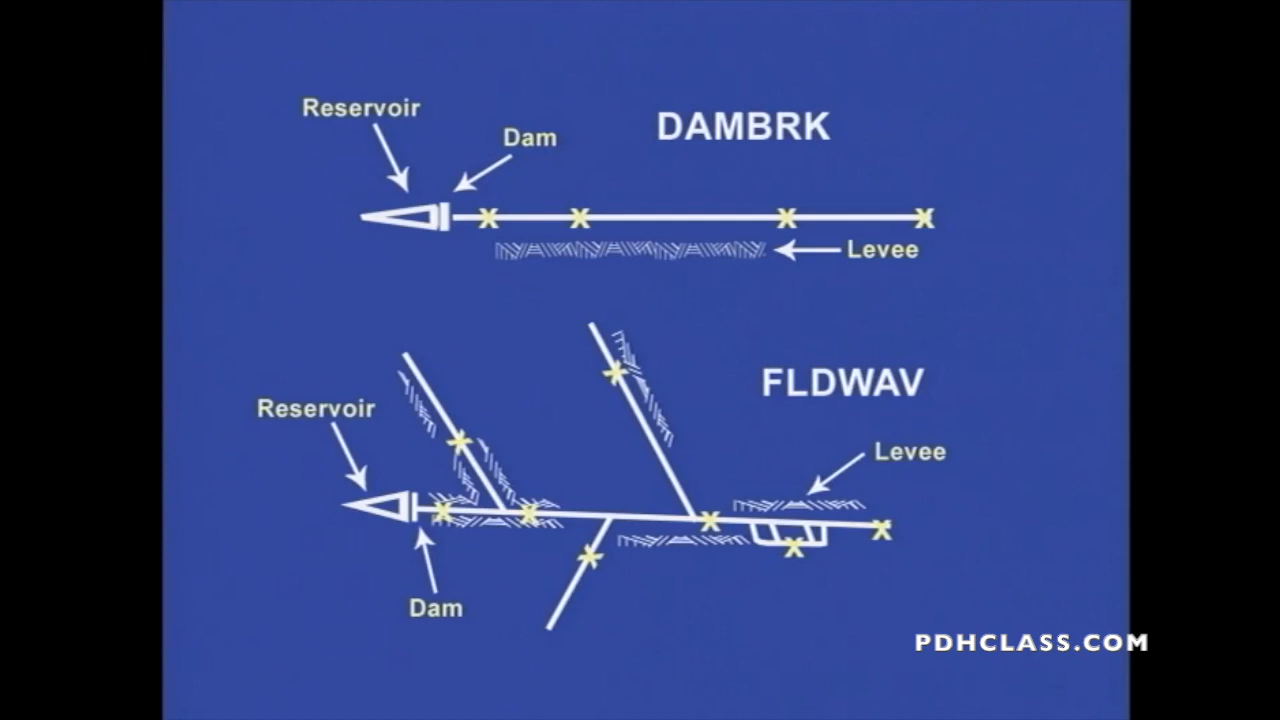 Reservoir
Dam
DAMBRK
X X X X
Levee
FLDWAV
Reservoir
Levee
X
X
X X X X
X X
Dam
PDHCLASS.COM